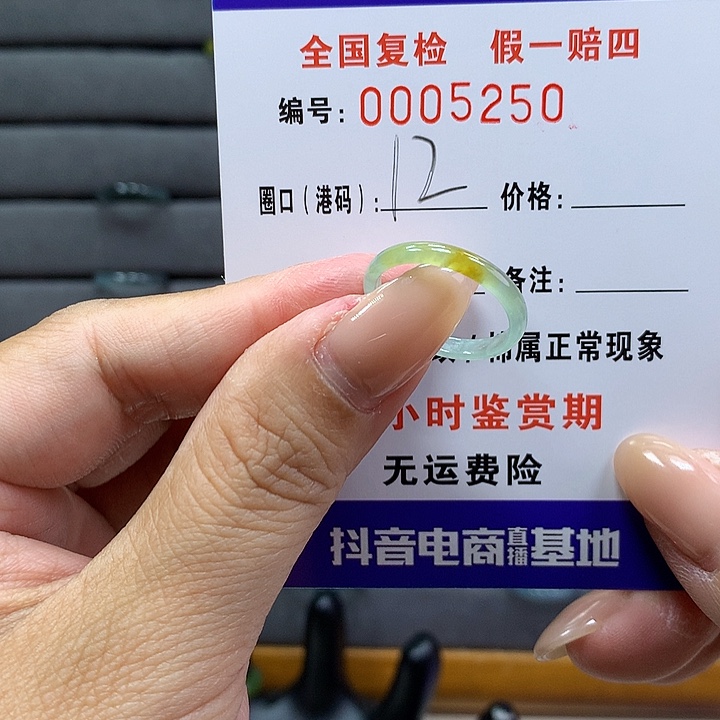 全国复检 假一赔四
编号: 0005250
圈口(港码): 12 价格:
备注:
棉属正常现象
小时鉴赏期
无运费险
抖音电商直播基地